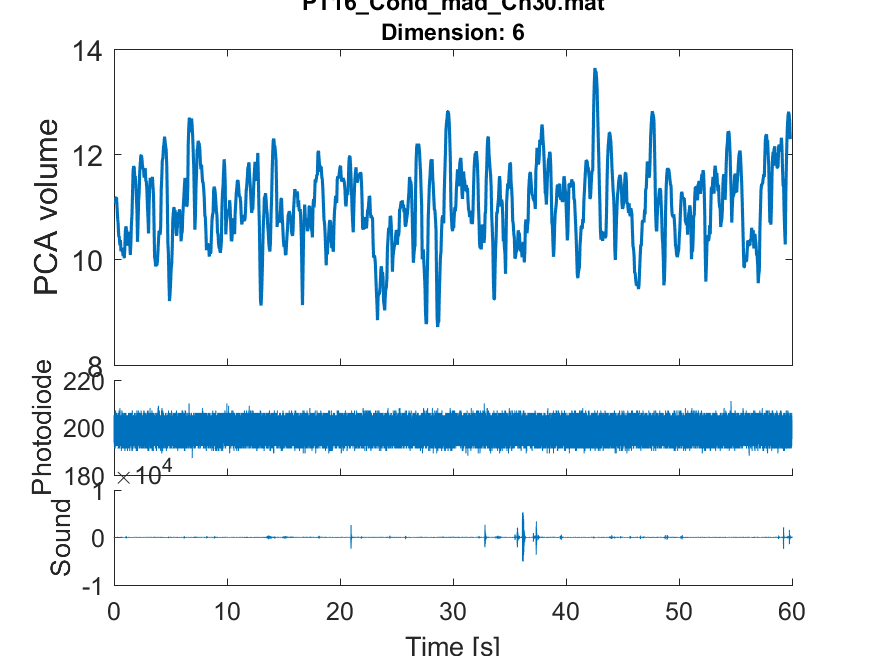 PT16_Cond_mad_Ch30.mat
Dimension: 6
14
12
10
8
PCA volume
220
200
180
Photodiode
×10⁴
1
0
-1
Sound
0 10 20 30 40 50 60
Time [s]